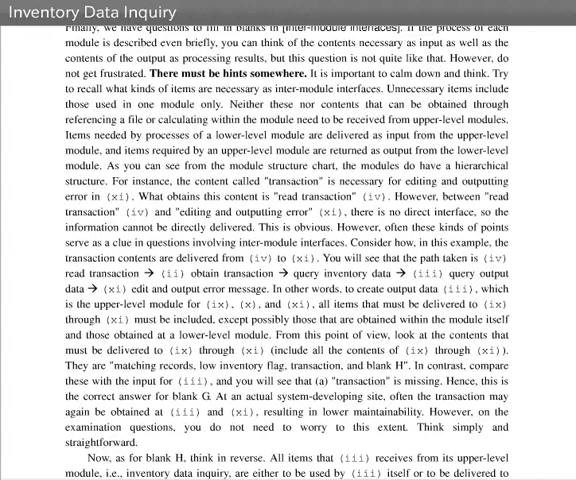 Inventory Data Inquiry
Finally, we have questions to fill in blanks in [Inter-module interfaces]. If the process of each
module is described even briefly, you can think of the contents necessary as input as well as the
contents of the output as processing results, but this question is not quite like that. However, do
not get frustrated. There must be hints somewhere. It is important to calm down and think. Try
to recall what kinds of items are necessary as inter-module interfaces. Unnecessary items include
those used in one module only. Neither these nor contents that can be obtained through
referencing a file or calculating within the module need to be received from upper-level modules.
Items needed by processes of a lower-level module are delivered as input from the upper-level
module, and items required by an upper-level module are returned as output from the lower-level
module. As you can see from the module structure chart, the modules do have a hierarchical
structure. For instance, the content called "transaction" is necessary for editing and outputting
error in (xi). What obtains this content is "read transaction" (iv). However, between "read
transaction" (iv) and "editing and outputting error" (xi), there is no direct interface, so the
information cannot be directly delivered. This is obvious. However, often these kinds of points
serve as a clue in questions involving inter-module interfaces. Consider how, in this example, the
transaction contents are delivered from (iv) to (xi). You will see that the path taken is (iv)
read transaction → (ii) obtain transaction → query inventory data → (iii) query output
data → (xi) edit and output error message. In other words, to create output data (iii), which
is the upper-level module for (ix), (x), and (xi), all items that must be delivered to (ix)
through (xi) must be included, except possibly those that are obtained within the module itself
and those obtained at a lower-level module. From this point of view, look at the contents that
must be delivered to (ix) through (xi) (include all the contents of (ix) through (xi)).
They are "matching records, low inventory flag, transaction, and blank H". In contrast, compare
these with the input for (iii), and you will see that (a) "transaction" is missing. Hence, this is
the correct answer for blank G. At an actual system-developing site, often the transaction may
again be obtained at (iii) and (xi), resulting in lower maintainability. However, on the
examination questions, you do not need to worry to this extent. Think simply and
straightforward.
Now, as for blank H, think in reverse. All items that (iii) receives from its upper-level
module, i.e., inventory data inquiry, are either to be used by (iii) itself or to be delivered to